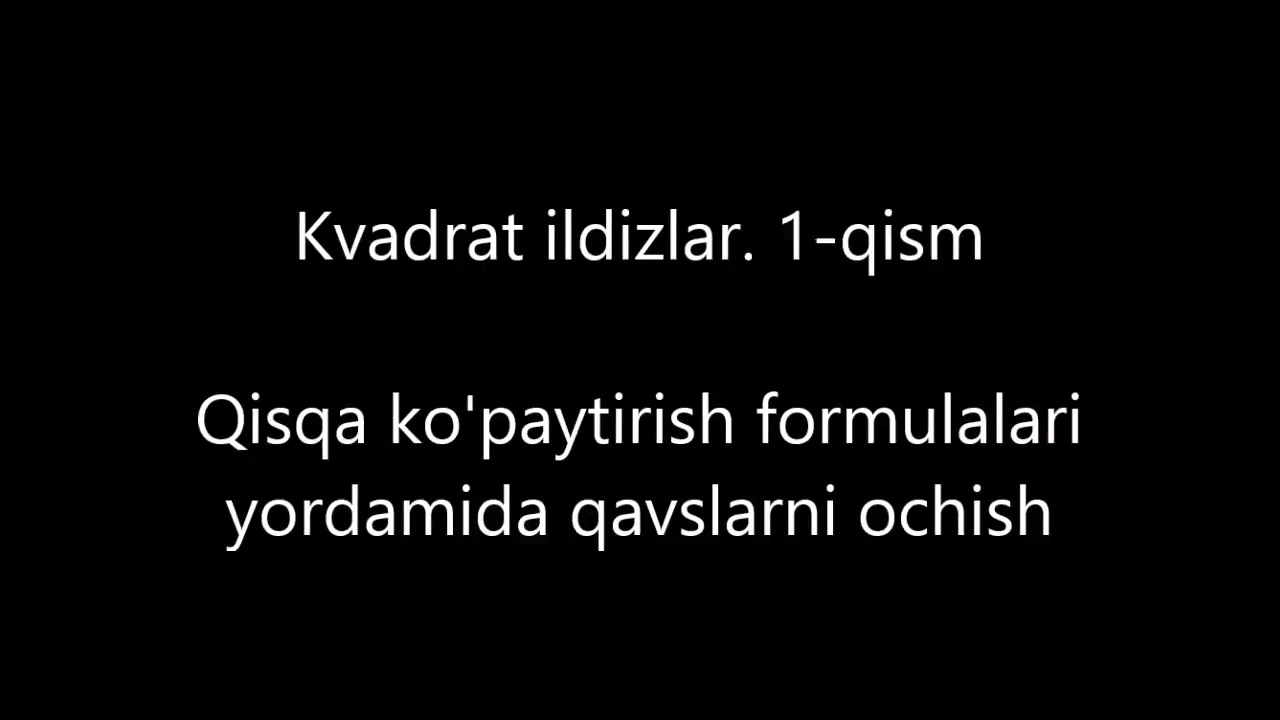 Kvadrat ildizlar. 1-qism
Qisqa ko'paytirish formulalari
yordamida qavslarni ochish